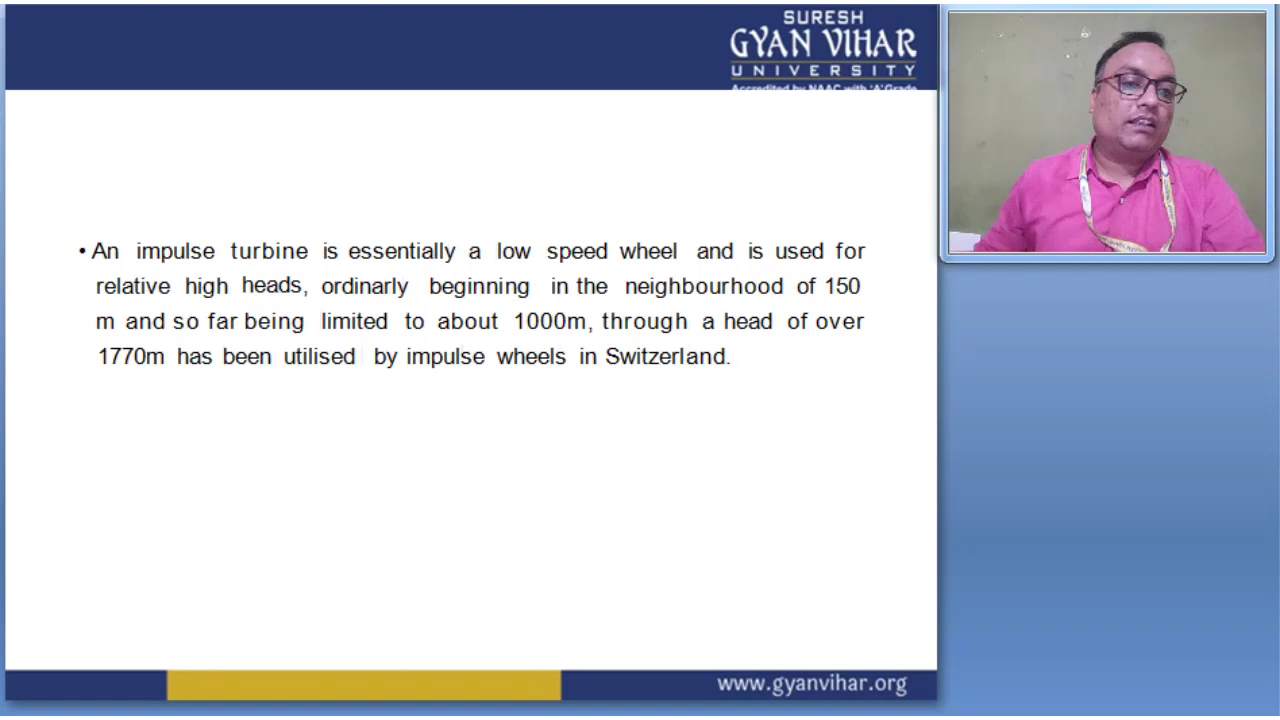 SURESH
GYAN VIHAR
UNIVERSITY
Accredited by NAAC with 'A' Grade
• An impulse turbine is essentially a low speed wheel and is used for
relative high heads, ordinarly beginning in the neighbourhood of 150
m and so far being limited to about 1000m, through a head of over
1770m has been utilised by impulse wheels in Switzerland.
www.gyanvihar.org